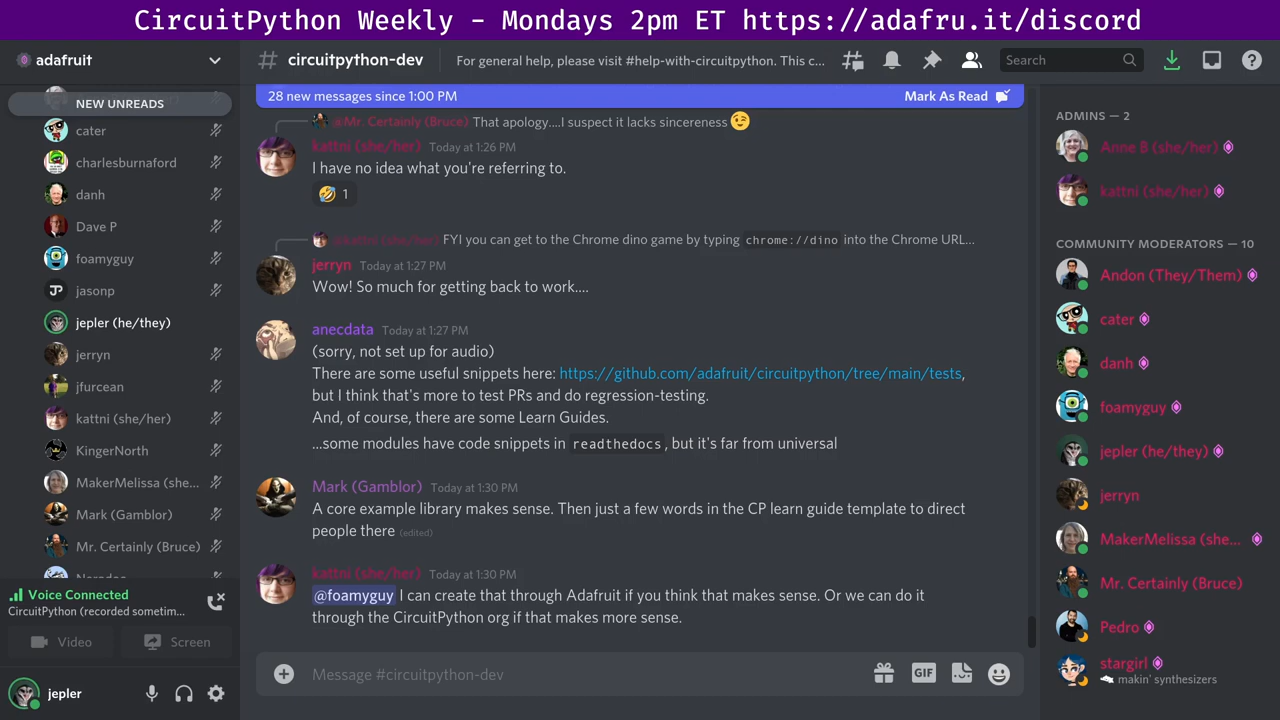 CircuitPython Weekly - Mondays 2pm ET https://adafru.it/discord
adafruit
NEW UNREADS
cater
charlesburnaford
danh
Dave P
foamyguy
jasonp
jepler (he/they)
jerryn
jfurcean
kattni (she/her)
KingerNorth
MakerMelissa (she...
Mark (Gamblor)
Mr. Certainly (Bruce)
Voice Connected
CircuitPython (recorded sometim...
Video
Screen
jepler
circuitpython-dev
For general help, please visit #help-with-circuitpython. This c...
Search
28 new messages since 1:00 PM
Mark As Read
Mr. Certainly (Bruce) That apology....I suspect it lacks sincereness 😉
kattni (she/her) Today at 1:26 PM
I have no idea what you're referring to.
🤣 1
kattni (she/her) FYI you can get to the Chrome dino game by typing chrome://dino into the Chrome URL...
jerryn Today at 1:27 PM
Wow! So much for getting back to work....
anecdata Today at 1:27 PM
(sorry, not set up for audio)
There are some useful snippets here: https://github.com/adafruit/circuitpython/tree/main/tests,
but I think that's more to test PRs and do regression-testing.
And, of course, there are some Learn Guides.
...some modules have code snippets in readthedocs, but it's far from universal
Mark (Gamblor) Today at 1:30 PM
A core example library makes sense. Then just a few words in the CP learn guide template to direct
people there (edited)
kattni (she/her) Today at 1:30 PM
@foamyguy I can create that through Adafruit if you think that makes sense. Or we can do it
through the CircuitPython org if that makes more sense.
Message #circuitpython-dev
GIF
ADMINS — 2
Anne B (she/her)
kattni (she/her)
COMMUNITY MODERATORS — 10
Andon (They/Them)
cater
danh
foamyguy
jepler (he/they)
jerryn
MakerMelissa (she...
Mr. Certainly (Bruce)
Pedro
stargirl
makin' synthesizers